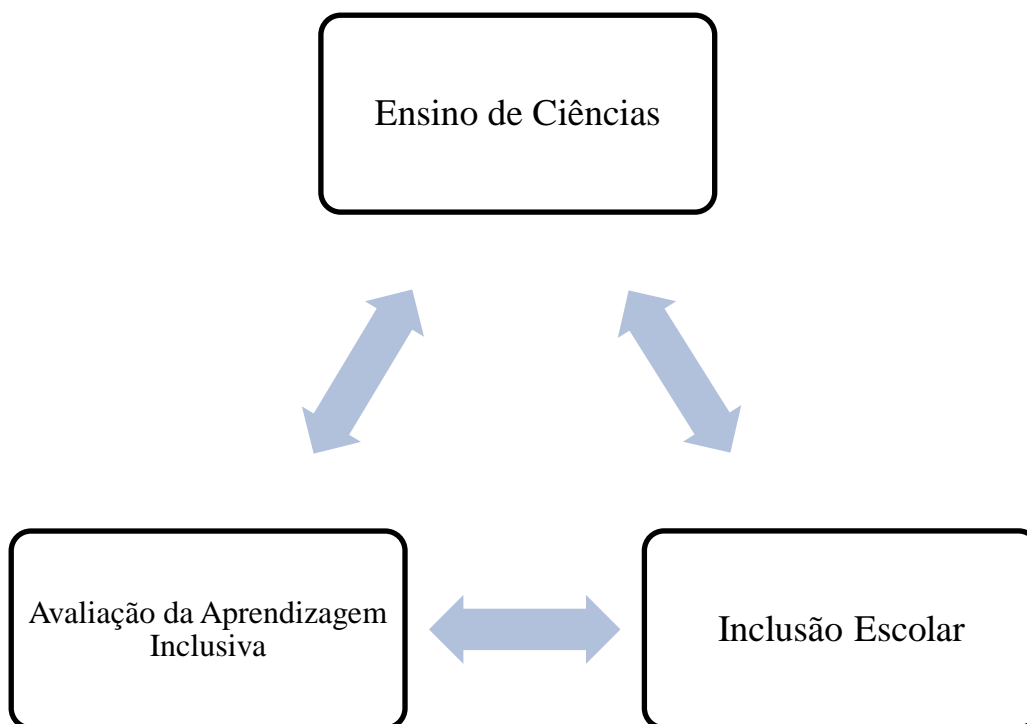 Ensino de Ciências
Avaliação da Aprendizagem
Inclusiva
Inclusão Escolar